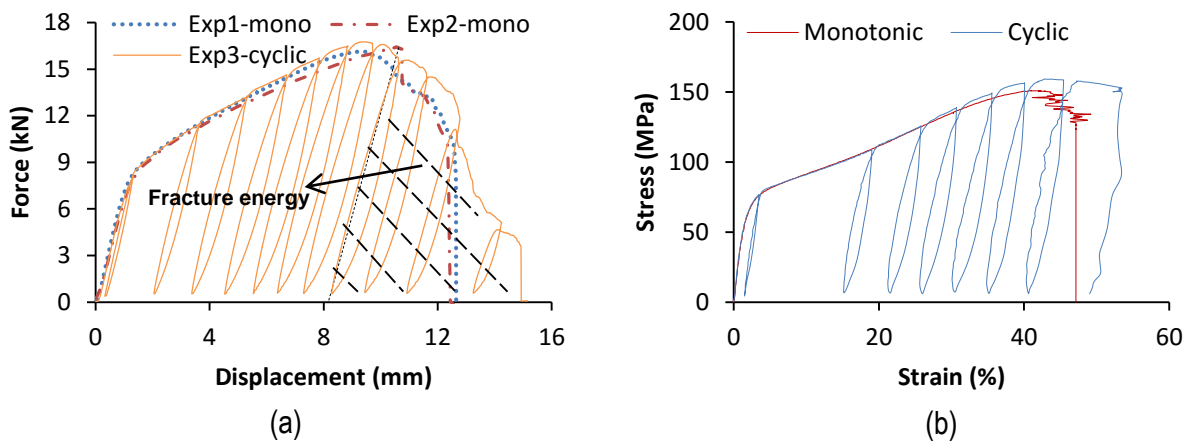 Exp1-mono Exp2-mono
Exp3-cyclic
18
15
12
9
6
3
0
Force (kN)
Fracture energy
0 4 8 12 16
Displacement (mm)
(a)
Monotonic Cyclic
200
150
100
50
0
Stress (MPa)
0 20 40 60
Strain (%)
(b)